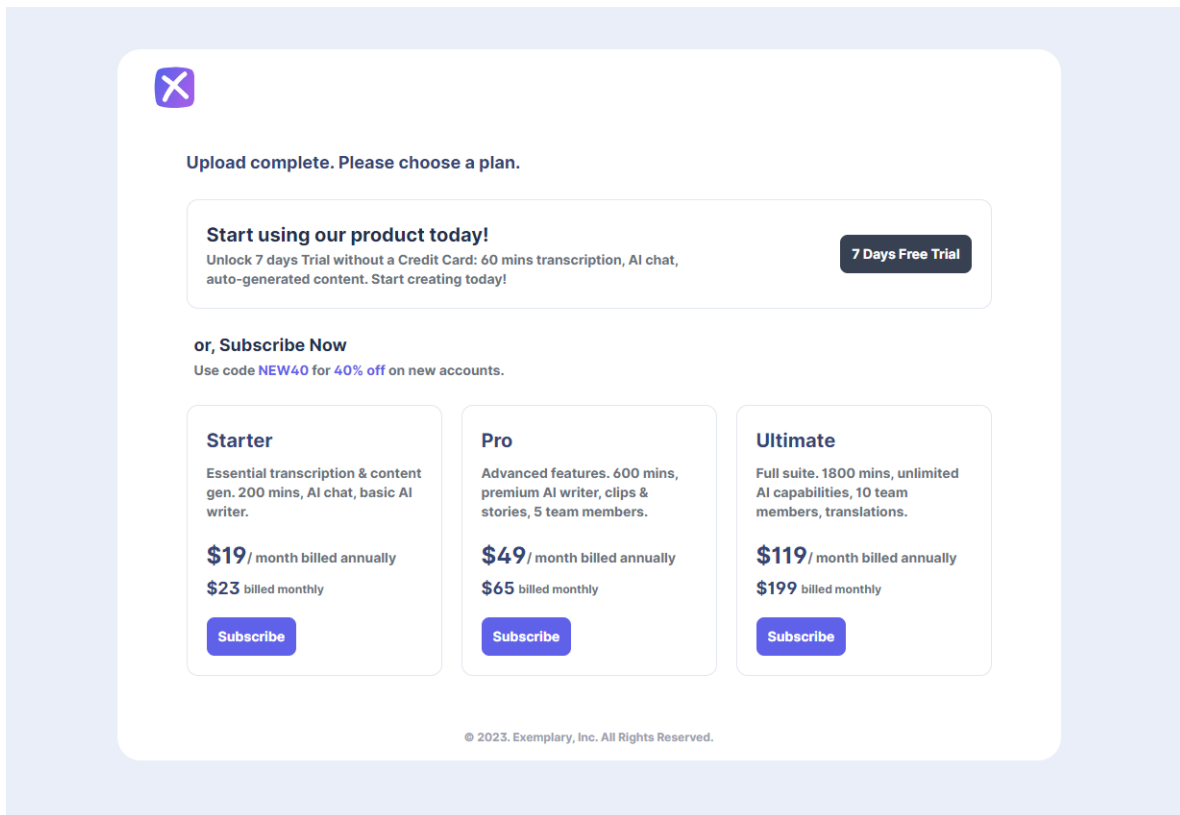 Upload complete. Please choose a plan.
Start using our product today!
Unlock 7 days Trial without a Credit Card: 60 mins transcription, AI chat,
auto-generated content. Start creating today!
7 Days Free Trial
or, Subscribe Now
Use code NEW40 for 40% off on new accounts.
Starter
Essential transcription & content
gen. 200 mins, AI chat, basic AI
writer.
$19/ month billed annually
$23 billed monthly
Subscribe
Pro
Advanced features. 600 mins,
premium AI writer, clips &
stories, 5 team members.
$49/ month billed annually
$65 billed monthly
Subscribe
Ultimate
Full suite. 1800 mins, unlimited
AI capabilities, 10 team
members, translations.
$119/ month billed annually
$199 billed monthly
Subscribe
© 2023. Exemplary, Inc. All Rights Reserved.